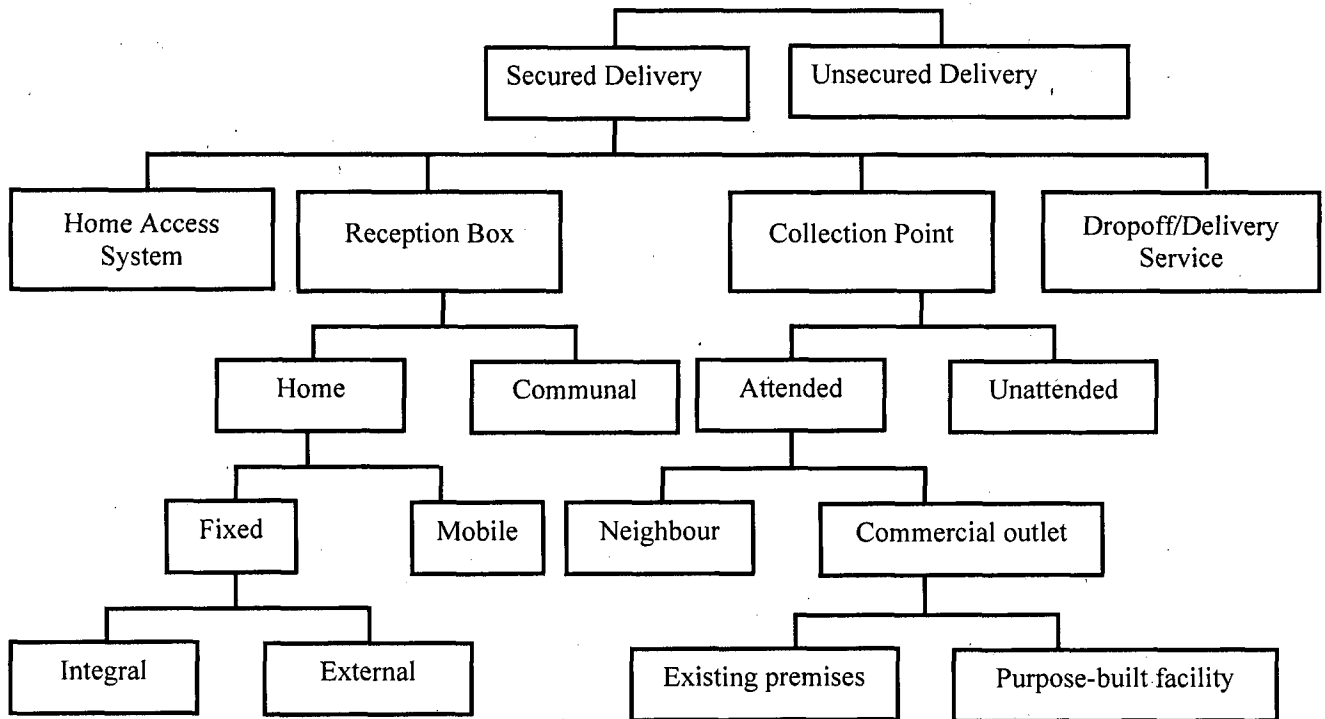 Secured Delivery
Unsecured Delivery
Home Access
System
Reception Box
Collection Point
Dropoff/Delivery
Service
Home
Communal
Attended
Unattended
Fixed
Mobile
Neighbour
Commercial outlet
Integral
External
Existing premises
Purpose-built facility